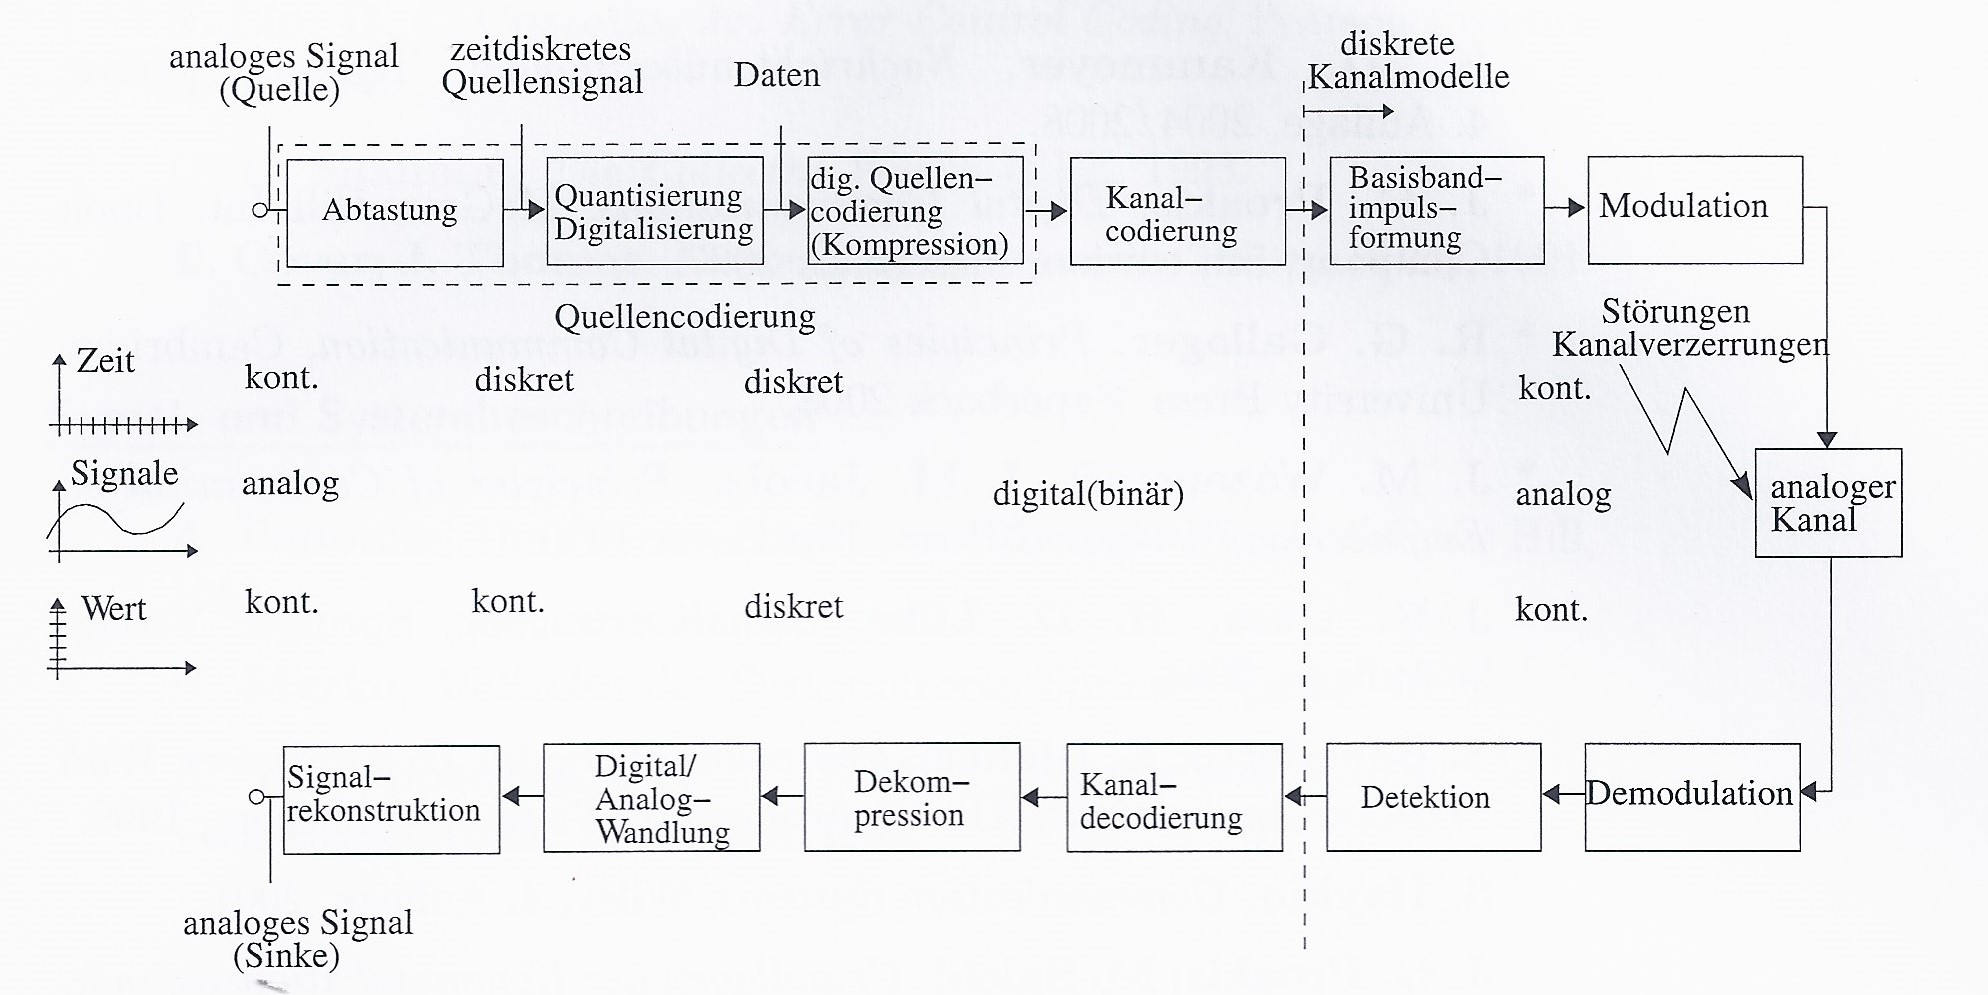 analoges Signal
(Quelle)
zeitdiskretes
Quellensignal
Daten
diskrete
Kanalmodelle
Abtastung
Quantisierung
Digitalisierung
dig. Quellen–
codierung
(Kompression)
Kanal–
codierung
Basisband–
impuls–
formung
Modulation
Quellencodierung
Störungen
Kanalverzerrungen
Zeit
kont.
diskret
diskret
kont.
Signale
analog
digital(binär)
analog
analoger
Kanal
Wert
kont.
kont.
diskret
kont.
Signal–
rekonstruktion
Digital/
Analog–
Wandlung
Dekom–
pression
Kanal–
decodierung
Detektion
Demodulation
analoges Signal
(Sinke)